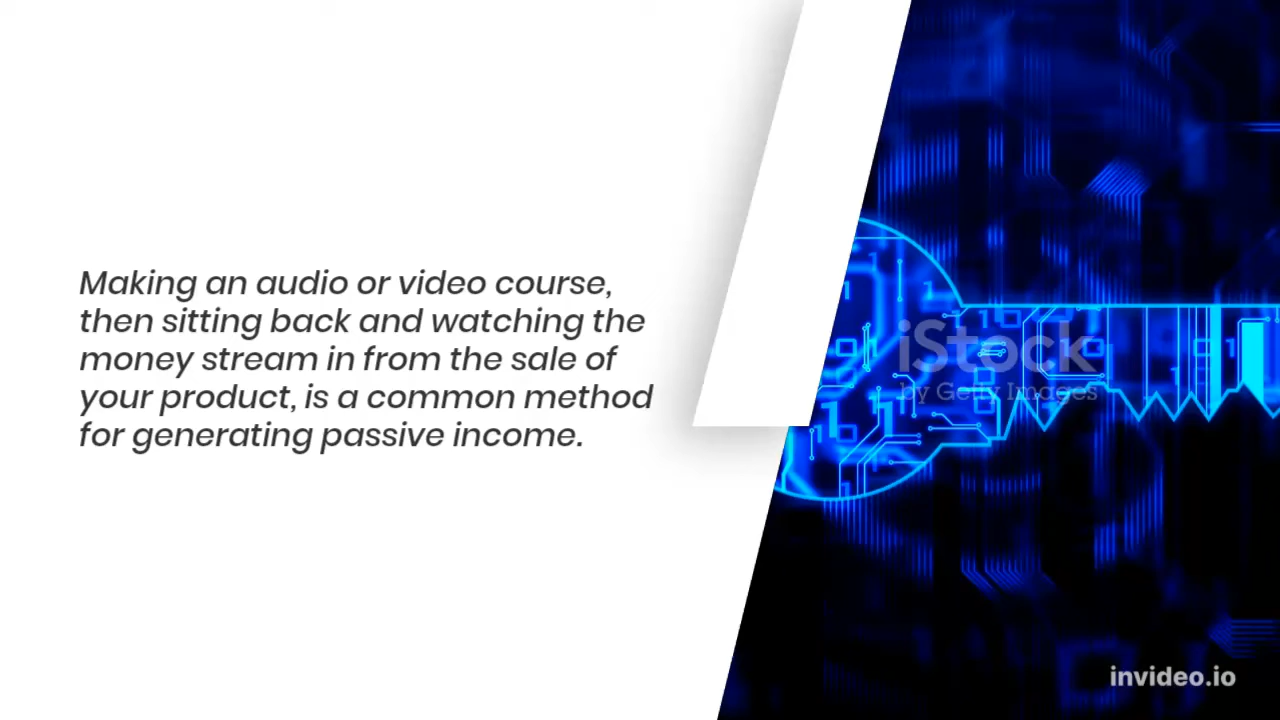 Making an audio or video course,
then sitting back and watching the
money stream in from the sale of
your product, is a common method
for generating passive income.
iStock
by Getty Images
invideo.io